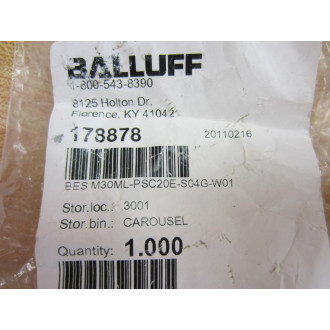 BALLUFF
1-800-543-8390
8125 Holton Dr.
Florence, KY 41042
178878 20110216
BES M30ML-PSC20E-S04G-W01
Stor.loc.: 3001
Stor.bin.: CAROUSEL
Quantity: 1.000